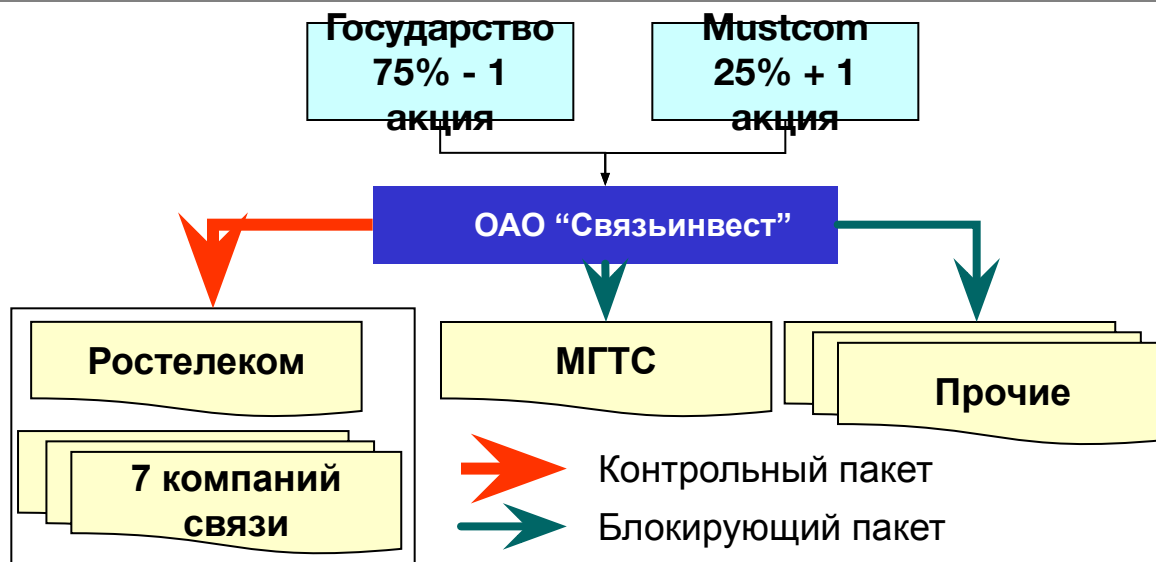 Государство
75% - 1
акция
Mustcom
25% + 1
акция
ОАО “Связьинвест”
Ростелеком
МГТС
Прочие
7 компаний
связи
Контрольный пакет
Блокирующий пакет